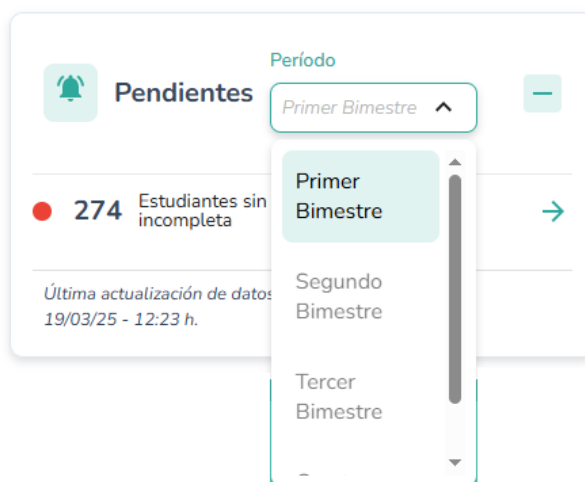 Período
Pendientes
Primer Bimestre
Primer
Bimestre
Segundo
Bimestre
Tercer
Bimestre
274
Estudiantes sin
incompleta
Última actualización de datos
19/03/25 - 12:23 h.